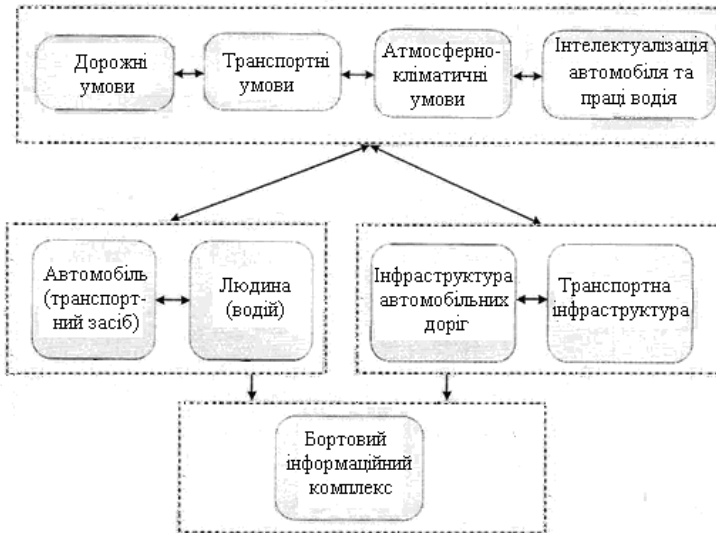 Дорожні
умови
Транспортні
умови
Атмосферно-
кліматичні
умови
Інтелектуалізація
автомобіля та
праці водія
Автомобіль
(транспорт-
ний засіб)
Людина
(водій)
Інфраструктура
автомобільних
доріг
Транспортна
інфраструктура
Бортовий
інформаційний
комплекс